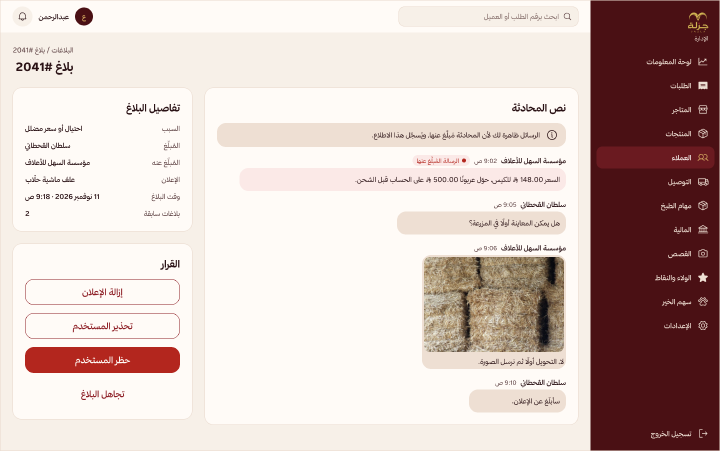 جزلة
الإدارة
لوحة المعلومات
الطلبات
المتاجر
المنتجات
العملاء
التوصيل
مهام الطبخ
المالية
القصص
الولاء والنقاط
سهم الخير
الإعدادات
تسجيل الخروج
ابحث برقم الطلب أو العميل
ع
عبدالرحمن
البلاغات / بلاغ #2041
بلاغ #2041
نص المحادثة
الرسائل ظاهرة لك لأن المحادثة مُبلّغ عنها، ويُسجَّل هذا الاطلاع.
مؤسسة السهل للأعلاف 9:02 ص الرسالة المُبلّغ عنها
السعر 148.00 للكيس. حوّل عربونًا 500.00 على الحساب قبل الشحن.
سلطان القحطاني 9:05 ص
هل يمكن المعاينة أولًا في المزرعة؟
مؤسسة السهل للأعلاف 9:06 ص
لا، التحويل أولًا ثم نرسل الصورة.
سلطان القحطاني 9:10 ص
سأبلّغ عن الإعلان.
تفاصيل البلاغ
السبب احتيال أو سعر مضلل
المُبلِّغ سلطان القحطاني
المُبلّغ عنه مؤسسة السهل للأعلاف
الإعلان علف ماشية حلّاب
وقت البلاغ 11 نوفمبر 2026 · 9:18 ص
بلاغات سابقة 2
القرار
إزالة الإعلان
تحذير المستخدم
حظر المستخدم
تجاهل البلاغ